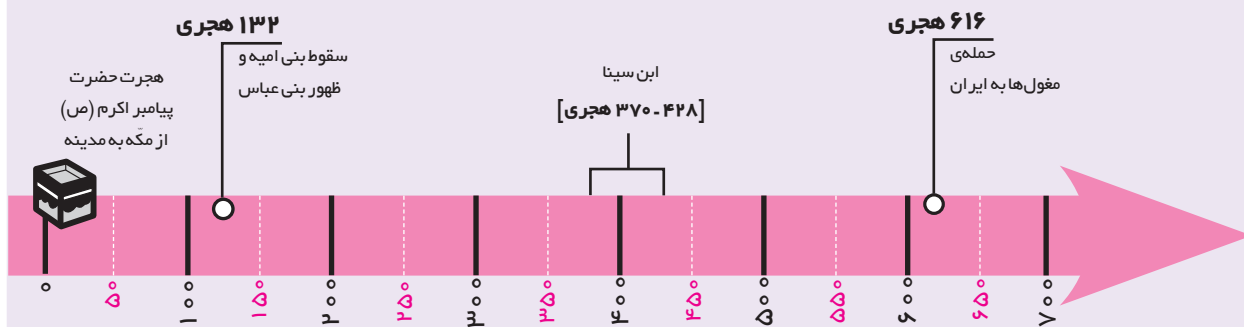 هجرت حضرت
پیامبر اکرم (ص)
از مکّه به مدینه
۱۳۲ هجری
سقوط بنی امیه و
ظهور بنی عباس
ابن سینا
[۴۲۸ - ۳۷۰ هجری]
۶۱۶ هجری
حمله‌ی
مغول‌ها به ایران
۰
۵۰
۱۰۰
۱۵۰
۲۰۰
۲۵۰
۳۰۰
۳۵۰
۴۰۰
۴۵۰
۵۰۰
۵۵۰
۶۰۰
۶۵۰
۷۰۰